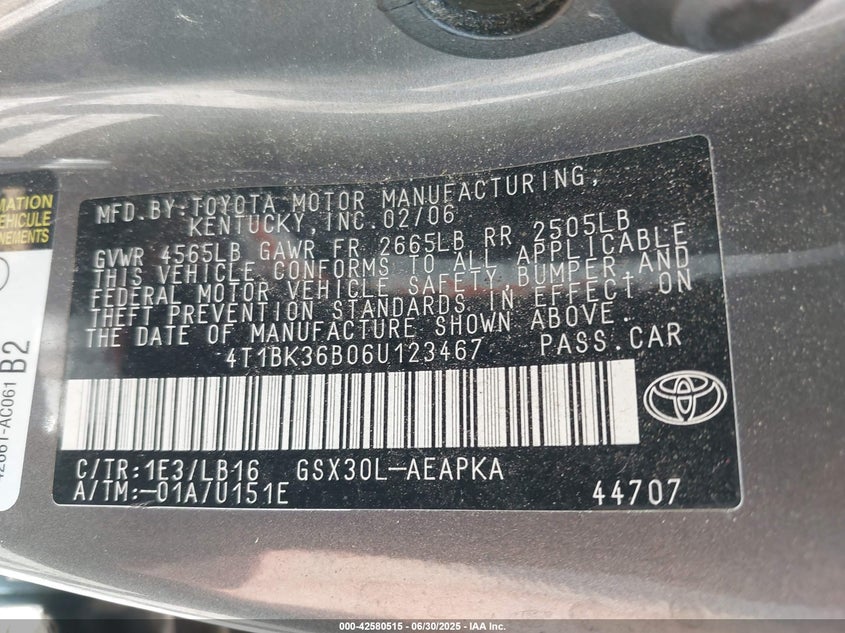 MATION
VEHICULE
NEMENTS
B2
MFD.BY-TOYOTA MOTOR MANUFACTURING,
KENTUCKY,INC.02/06
GVWR 4565LB GAWR FR 2665LB RR 2505LB
THIS VEHICLE CONFORMS TO ALL APPLICABLE
FEDERAL MOTOR VEHICLE SAFETY,BUMPER,AND
THEFT PREVENTION STANDARDS IN EFFECT ON
THE DATE OF MANUFACTURE SHOWN ABOVE.
4T1BK36B06U123467 PASS.CAR
C/TR:1E3/LB16 GSX30L-AEAPKA
A/TM:-01A/U151E 44707
000-42580515 | 06/30/2025 - IAA Inc.